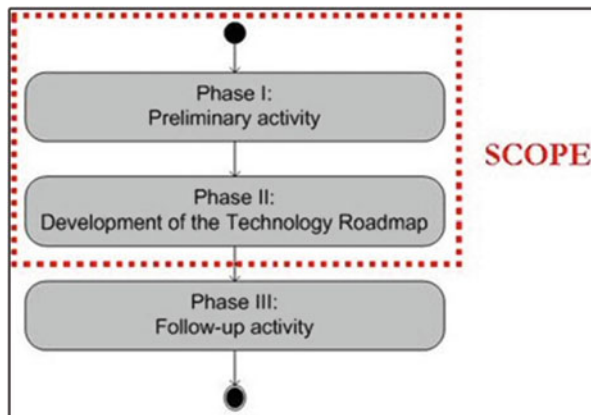 Phase I:
Preliminary activity
SCOPE
Phase II:
Development of the Technology Roadmap
Phase III:
Follow-up activity